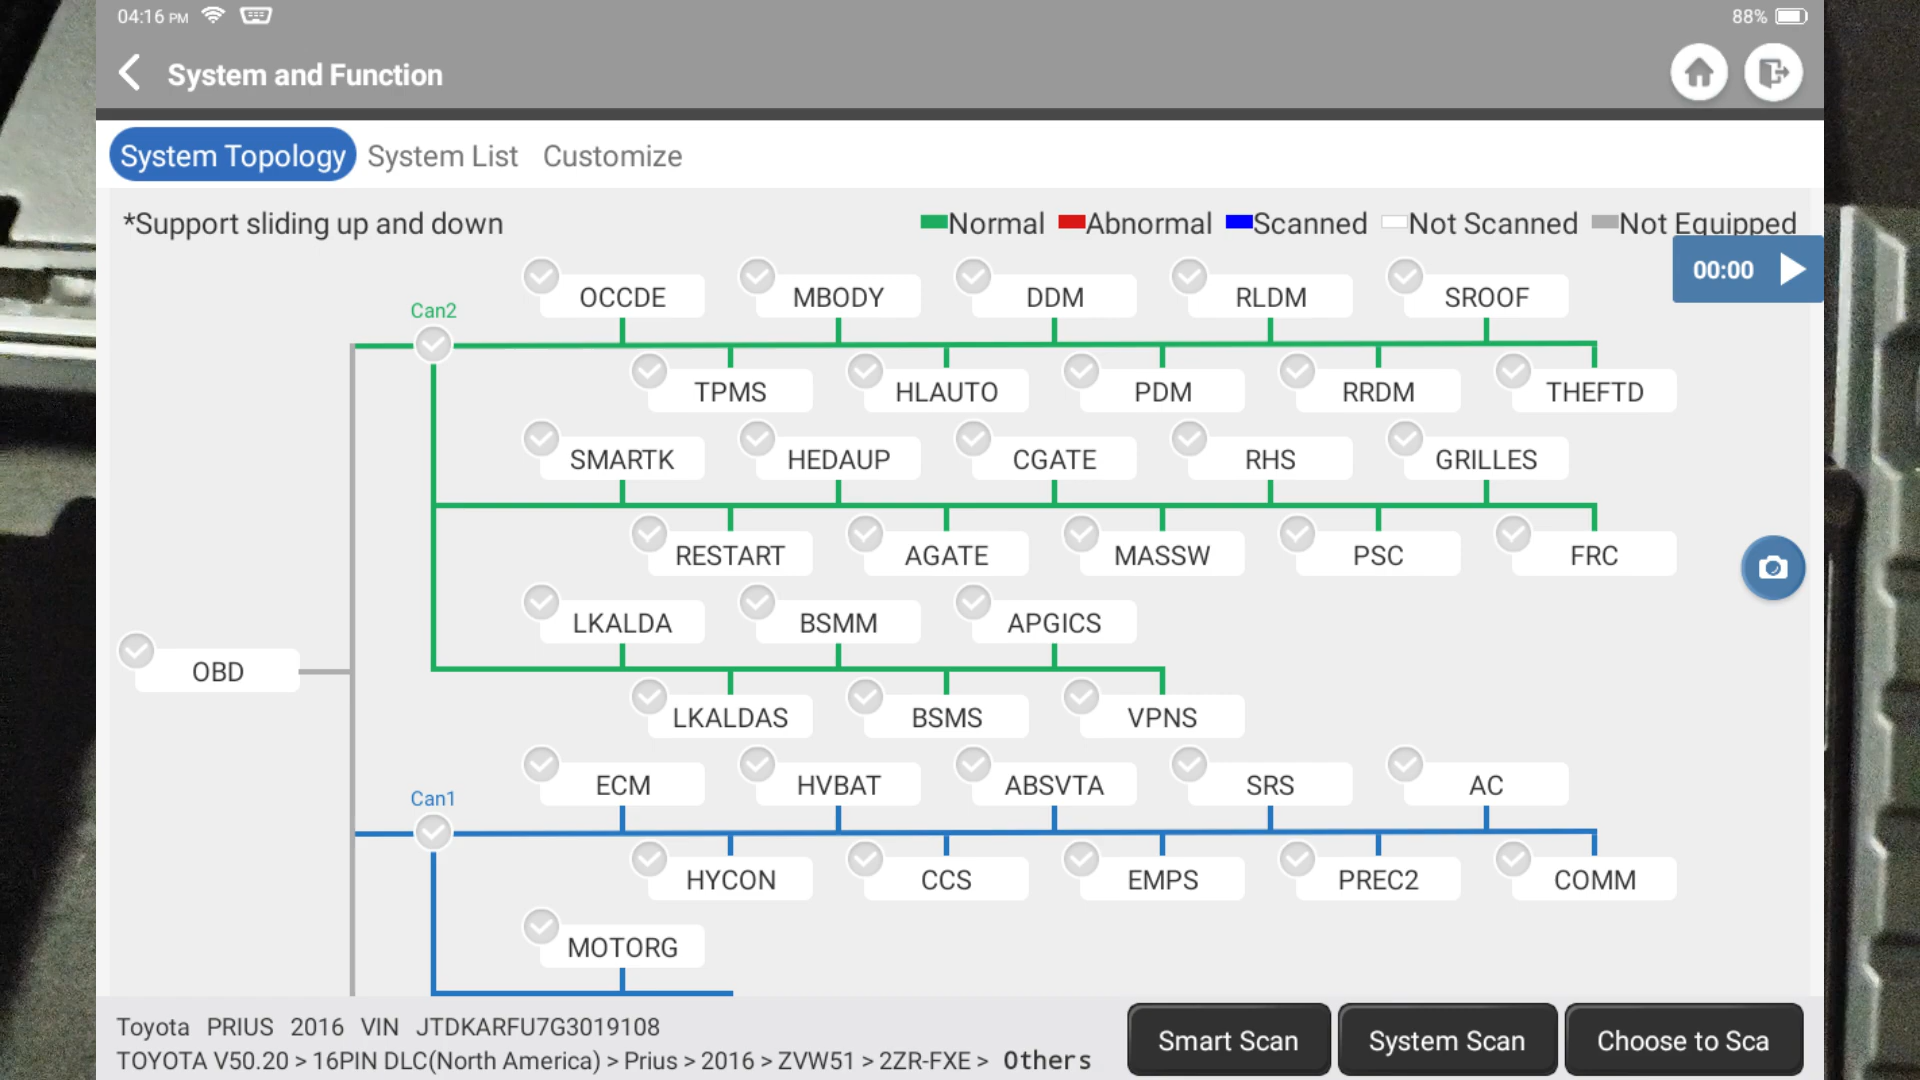 04:16 PM
88%
System and Function
System Topology System List Customize
*Support sliding up and down
Normal Abnormal Scanned Not Scanned Not Equipped
00:00
Can2
OCCDE MBODY DDM RLDM SROOF
TPMS HLAUTO PDM RRDM THEFTD
SMARTK HEDAUP CGATE RHS GRILLES
RESTART AGATE MASSW PSC FRC
LKALDA BSMM APGICS
OBD
LKALDAS BSMS VPNS
Can1
ECM HVBAT ABSVTA SRS AC
HYCON CCS EMPS PREC2 COMM
MOTORG
Toyota PRIUS 2016 VIN JTDKARFU7G3019108
TOYOTA V50.20 > 16PIN DLC(North America) > Prius > 2016 > ZVW51 > 2ZR-FXE > Others
Smart Scan System Scan Choose to Sca